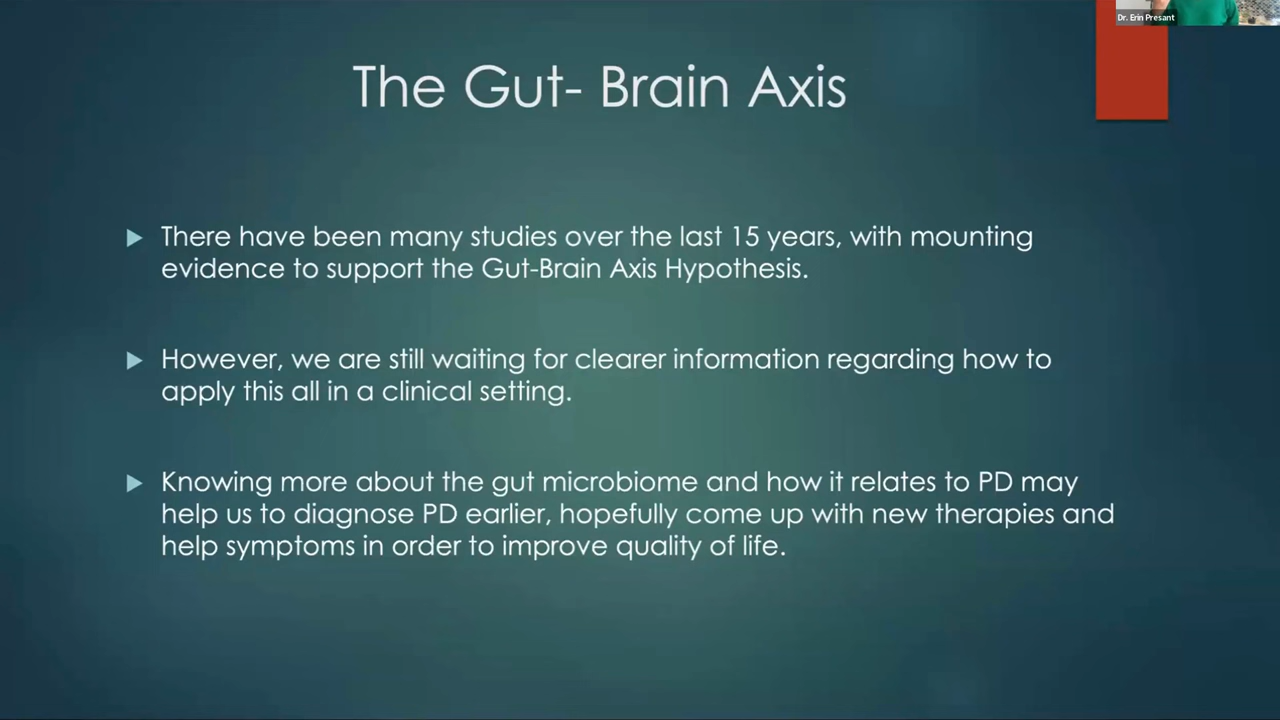 Dr. Erin Presant
The Gut- Brain Axis
There have been many studies over the last 15 years, with mounting
evidence to support the Gut-Brain Axis Hypothesis.
However, we are still waiting for clearer information regarding how to
apply this all in a clinical setting.
Knowing more about the gut microbiome and how it relates to PD may
help us to diagnose PD earlier, hopefully come up with new therapies and
help symptoms in order to improve quality of life.